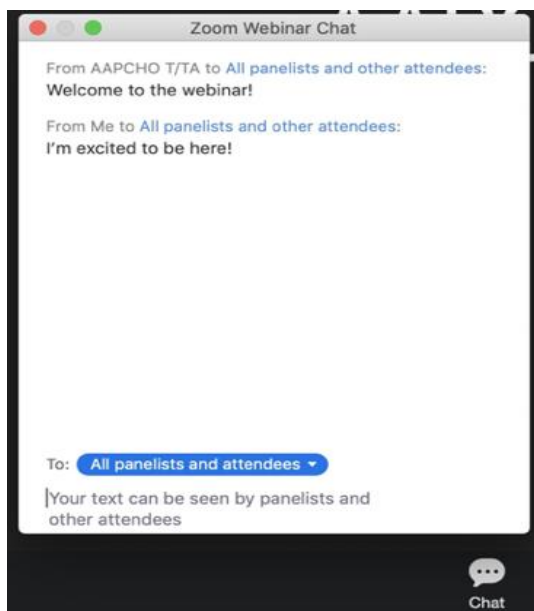 Zoom Webinar Chat
From AAPCHO T/TA to All panelists and other attendees:
Welcome to the webinar!
From Me to All panelists and other attendees:
I'm excited to be here!
To: All panelists and attendees
Your text can be seen by panelists and
other attendees
Chat